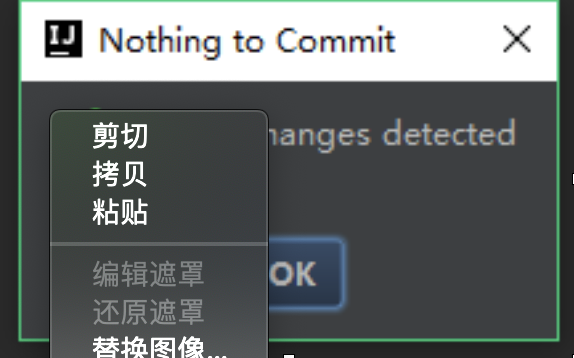 IJ Nothing to Commit
剪切
hanges detected
拷贝
粘贴
编辑遮罩
OK
还原遮罩
替换图像...